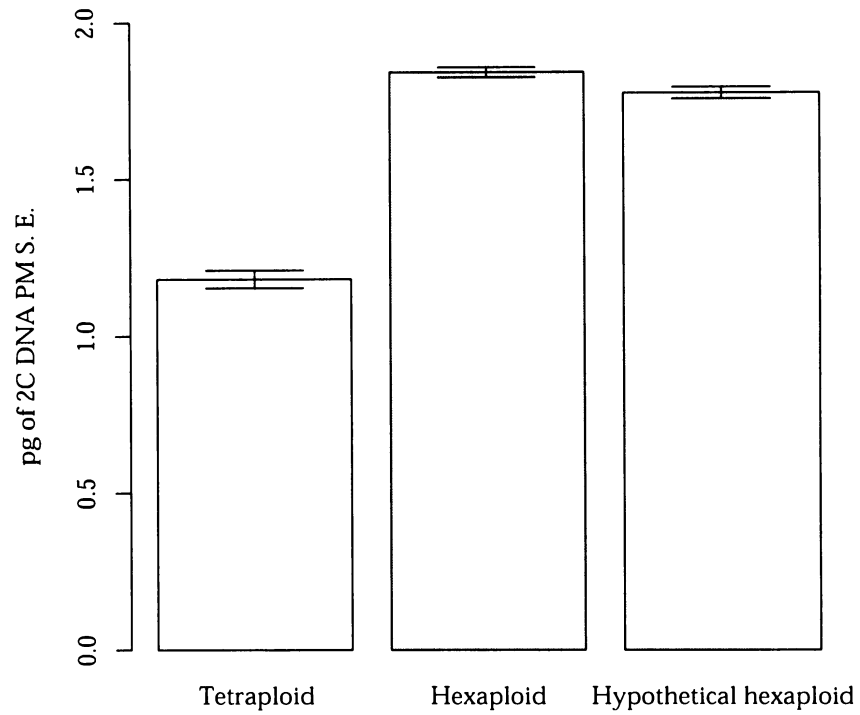 2.0
1.5
1.0
0.5
0.0
pg of 2C DNA PM S. E.
Tetraploid
Hexaploid
Hypothetical hexaploid